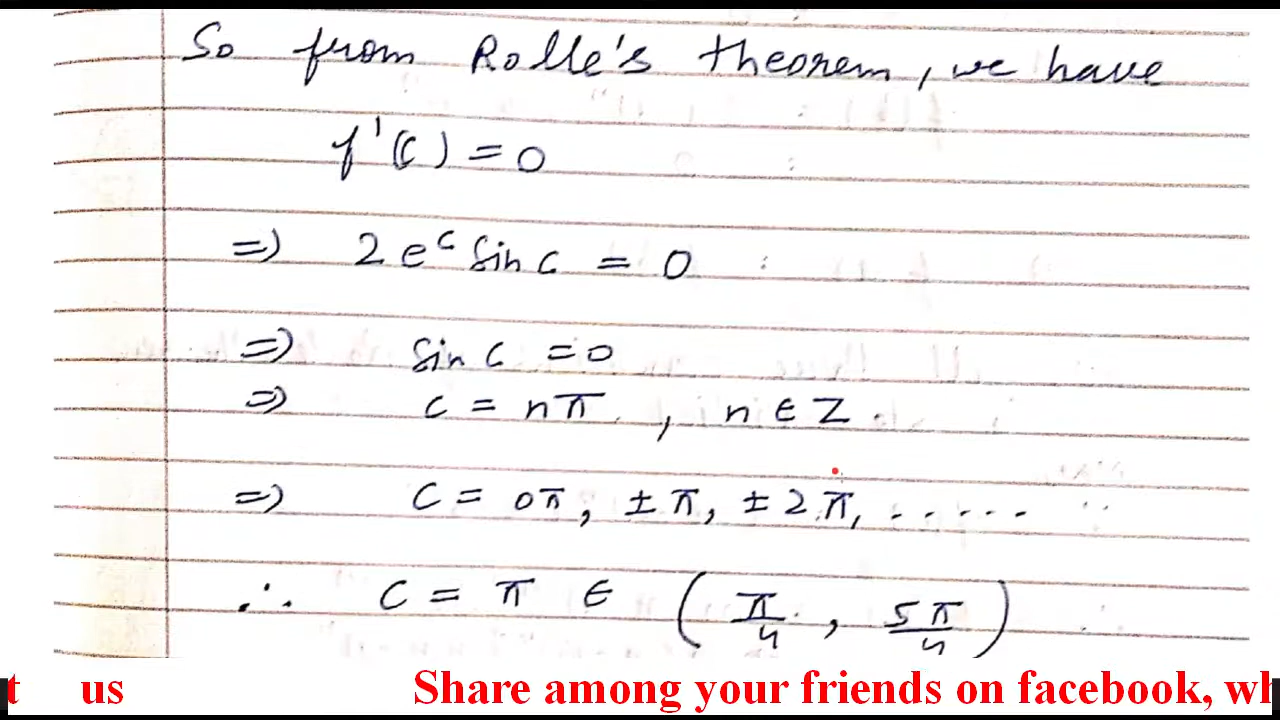 So from Rolle's theorem, we have
f'(c) = 0
⇒ 2e^c sin c = 0
⇒ sin c = 0
⇒ c = nπ, n ∈ Z.
⇒ c = 0π, ±π, ±2π, .....
∴ c = π ∈ (π/4, 5π/4)
t us Share among your friends on facebook, wh